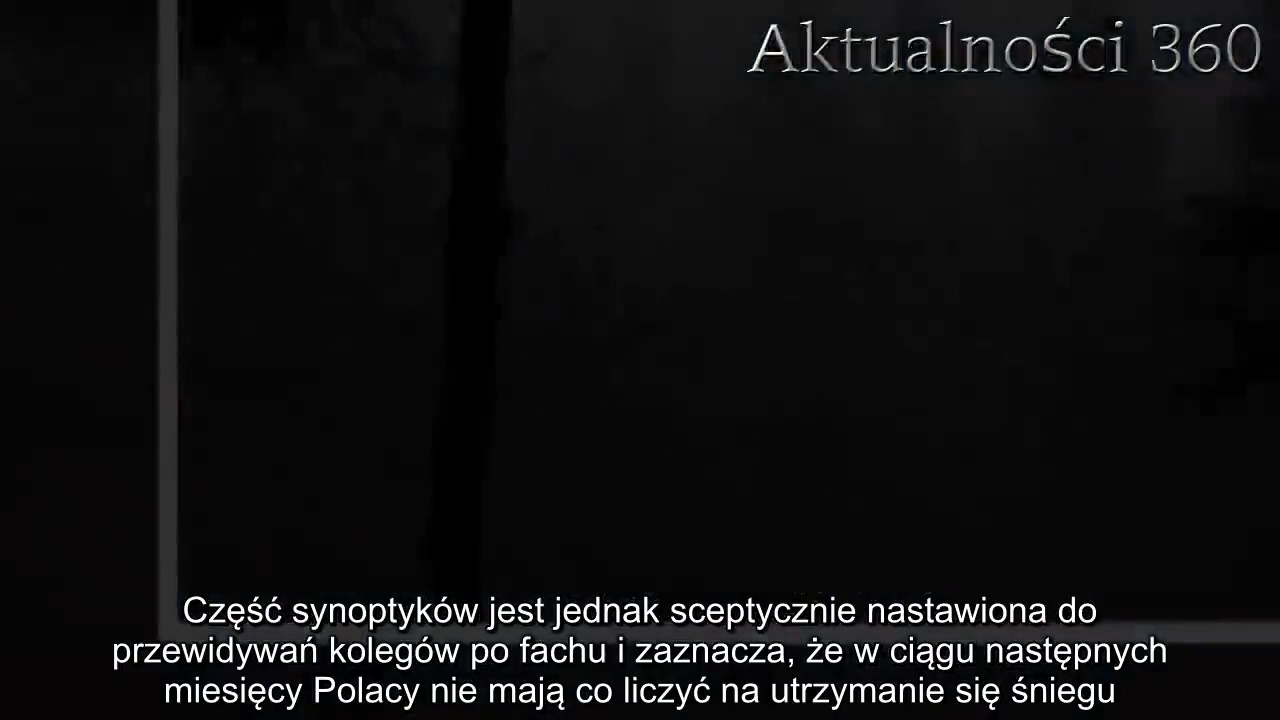 Aktualności 360
Część synoptyków jest jednak sceptycznie nastawiona do
przewidywań kolegów po fachu i zaznacza, że w ciągu następnych
miesięcy Polacy nie mają co liczyć na utrzymanie się śniegu